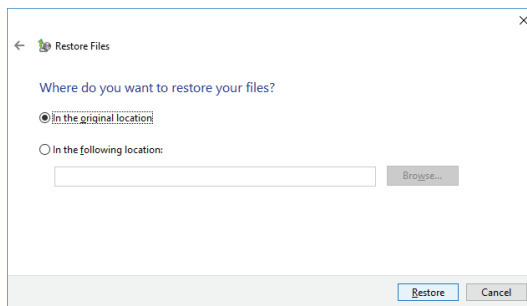 Restore Files
Where do you want to restore your files?
In the original location
In the following location:
Browse...
Restore Cancel